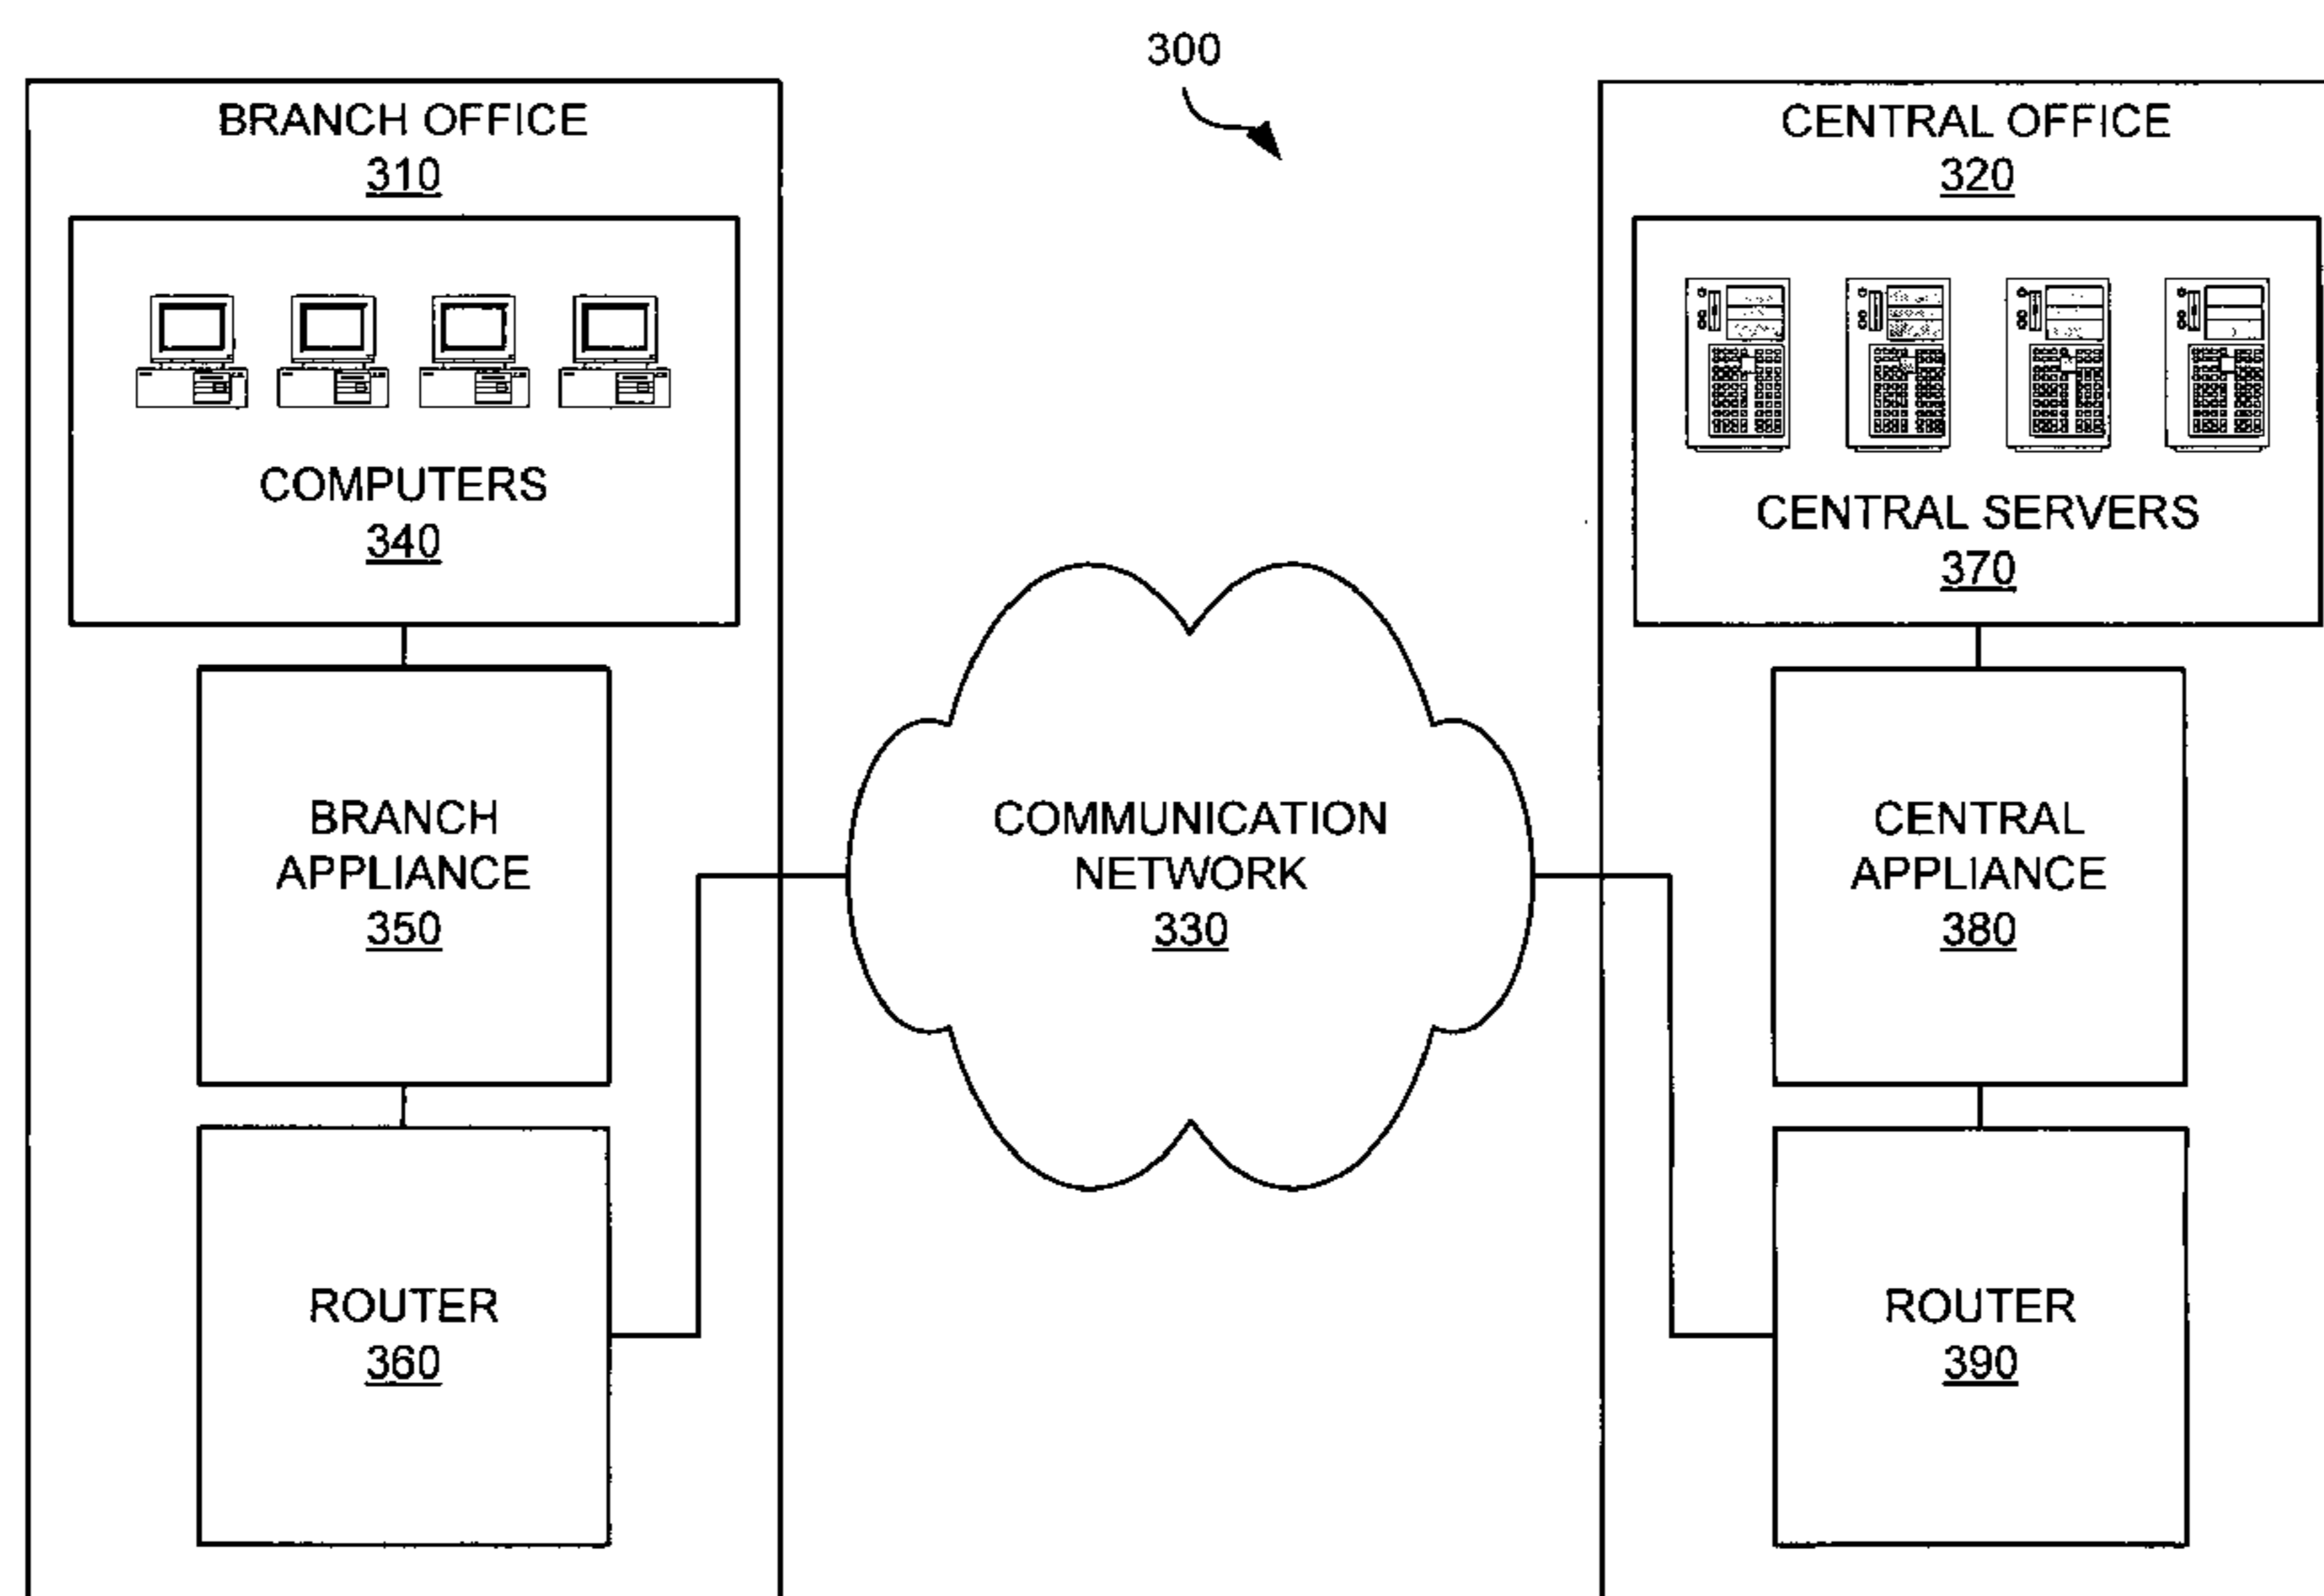 300
BRANCH OFFICE
310
COMPUTERS
340
BRANCH
APPLIANCE
350
ROUTER
360
COMMUNICATION
NETWORK
330
CENTRAL OFFICE
320
CENTRAL SERVERS
370
CENTRAL
APPLIANCE
380
ROUTER
390